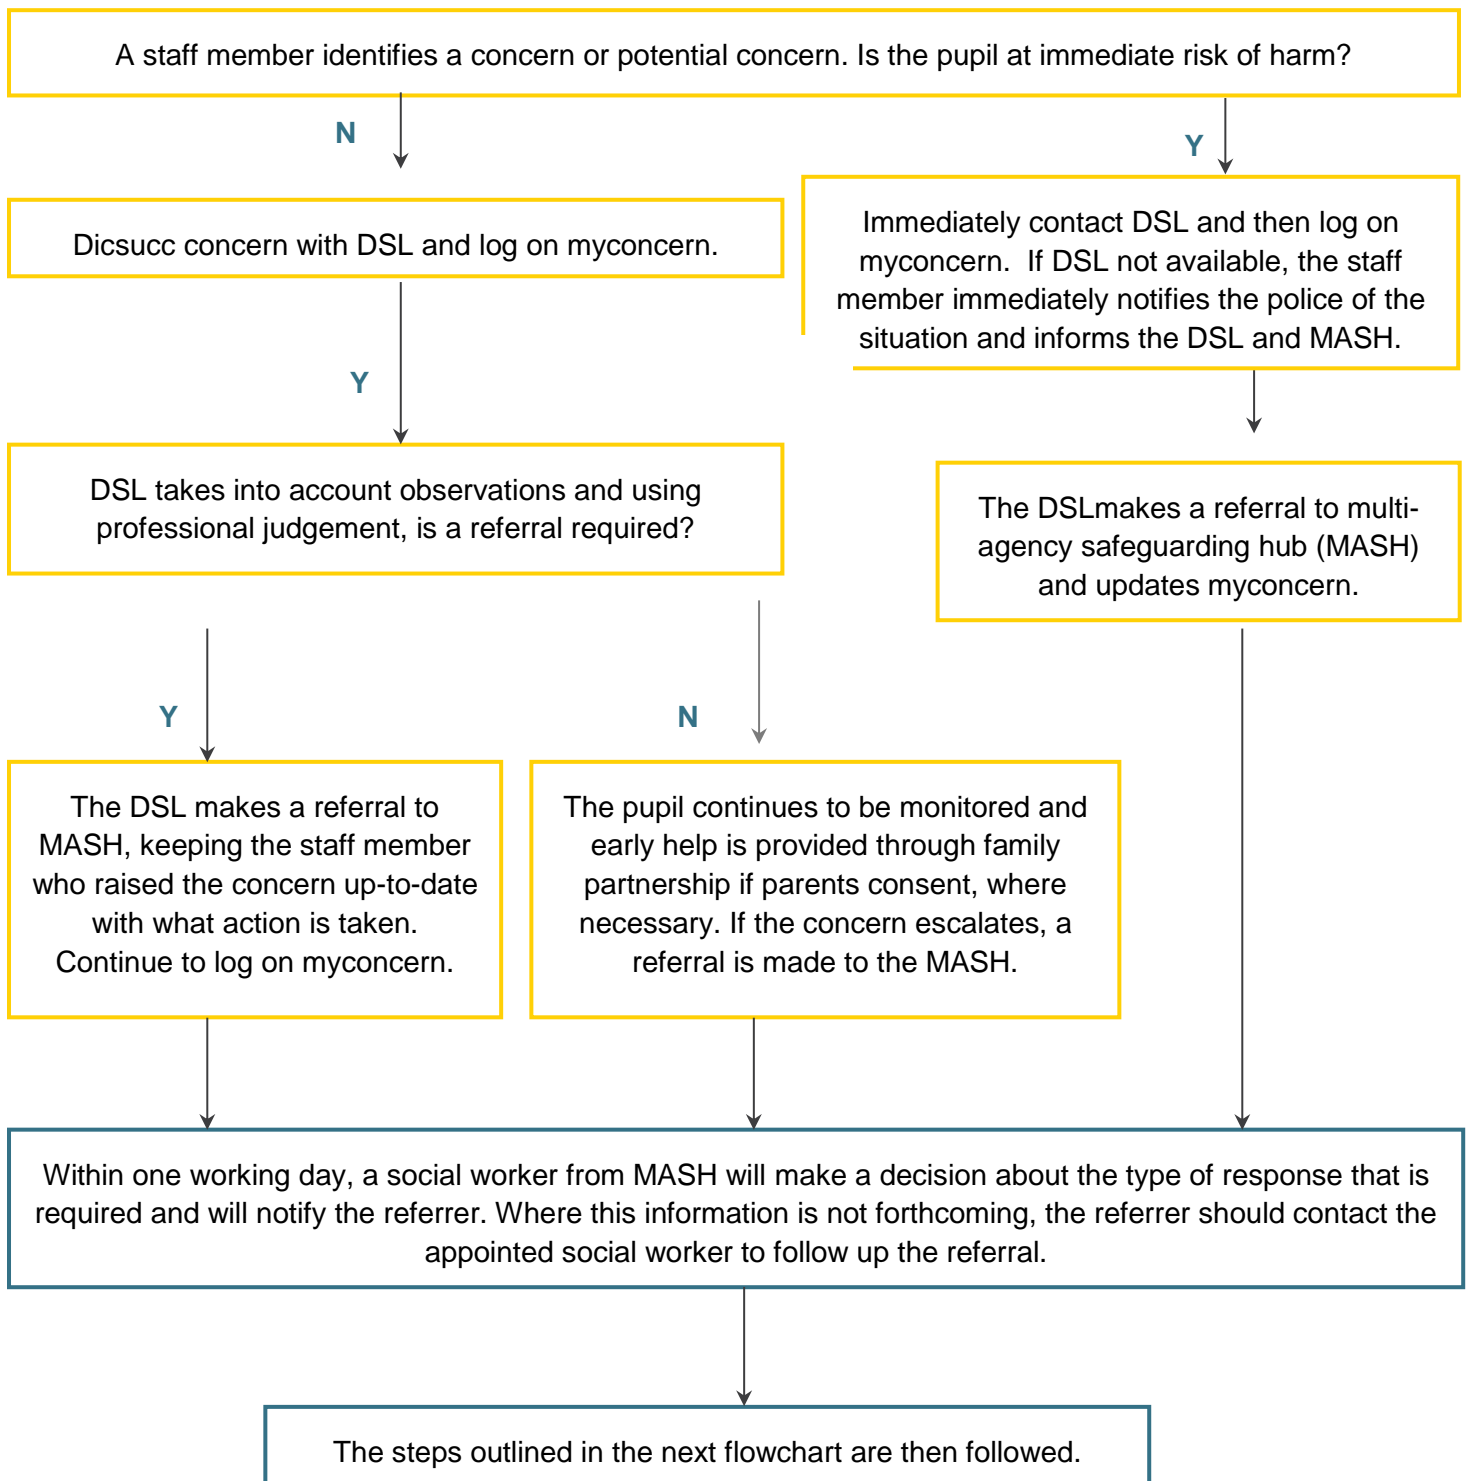 A staff member identifies a concern or potential concern. Is the pupil at immediate risk of harm?
N
Y
Dicsucc concern with DSL and log on myconcern.
Immediately contact DSL and then log on
myconcern.  If DSL not available, the staff
member immediately notifies the police of the
situation and informs the DSL and MASH.
Y
DSL takes into account observations and using
professional judgement, is a referral required?
The DSLmakes a referral to multi-
agency safeguarding hub (MASH)
and updates myconcern.
Y
N
The DSL makes a referral to
MASH, keeping the staff member
who raised the concern up-to-date
with what action is taken.
Continue to log on myconcern.
The pupil continues to be monitored and
early help is provided through family
partnership if parents consent, where
necessary. If the concern escalates, a
referral is made to the MASH.
Within one working day, a social worker from MASH will make a decision about the type of response that is
required and will notify the referrer. Where this information is not forthcoming, the referrer should contact the
appointed social worker to follow up the referral.
The steps outlined in the next flowchart are then followed.